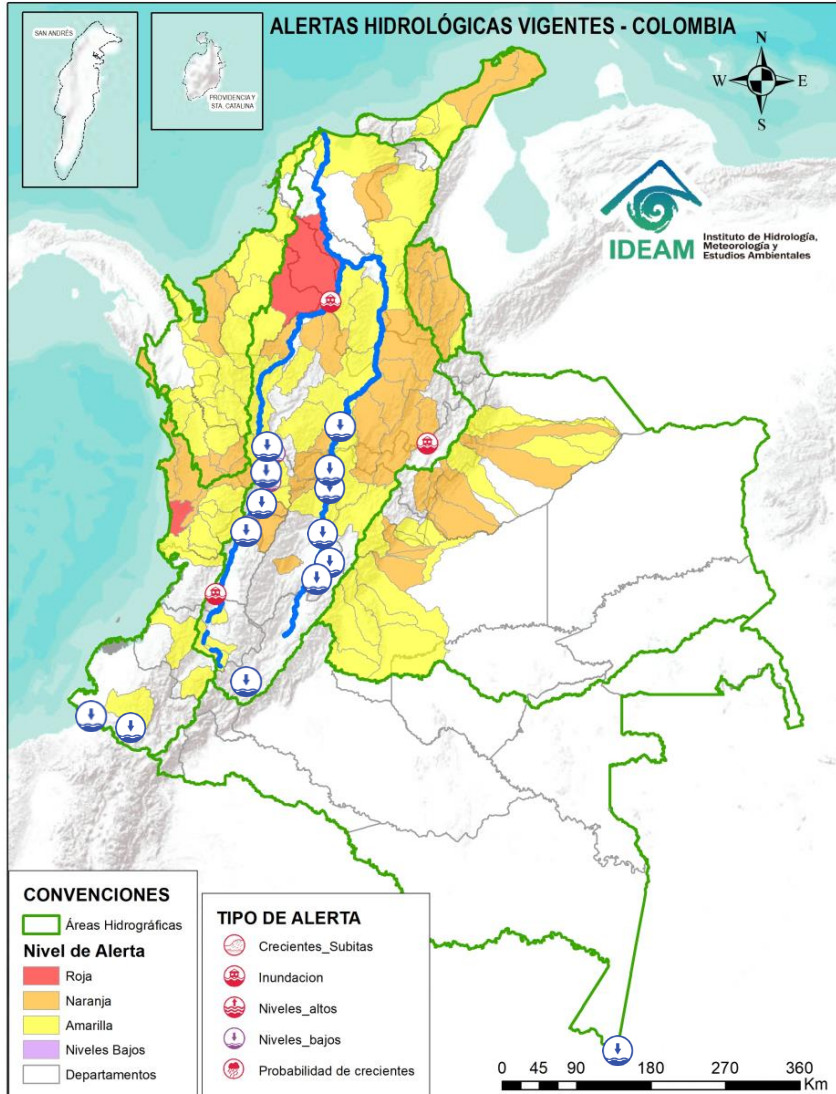 ALERTAS HIDROLÓGICAS VIGENTES - COLOMBIA
SAN ANDRÉS
PROVIDENCIA Y
STA. CATALINA
N
W
E
S
IDEAM
Instituto de Hidrología,
Meteorología y
Estudios Ambientales
CONVENCIONES
Áreas Hidrográficas
Nivel de Alerta
Roja
Naranja
Amarilla
Niveles Bajos
Departamentos
TIPO DE ALERTA
Crecientes_Subitas
Inundacion
Niveles_altos
Niveles_bajos
Probabilidad de crecientes
0 45 90 180 270 360
Km